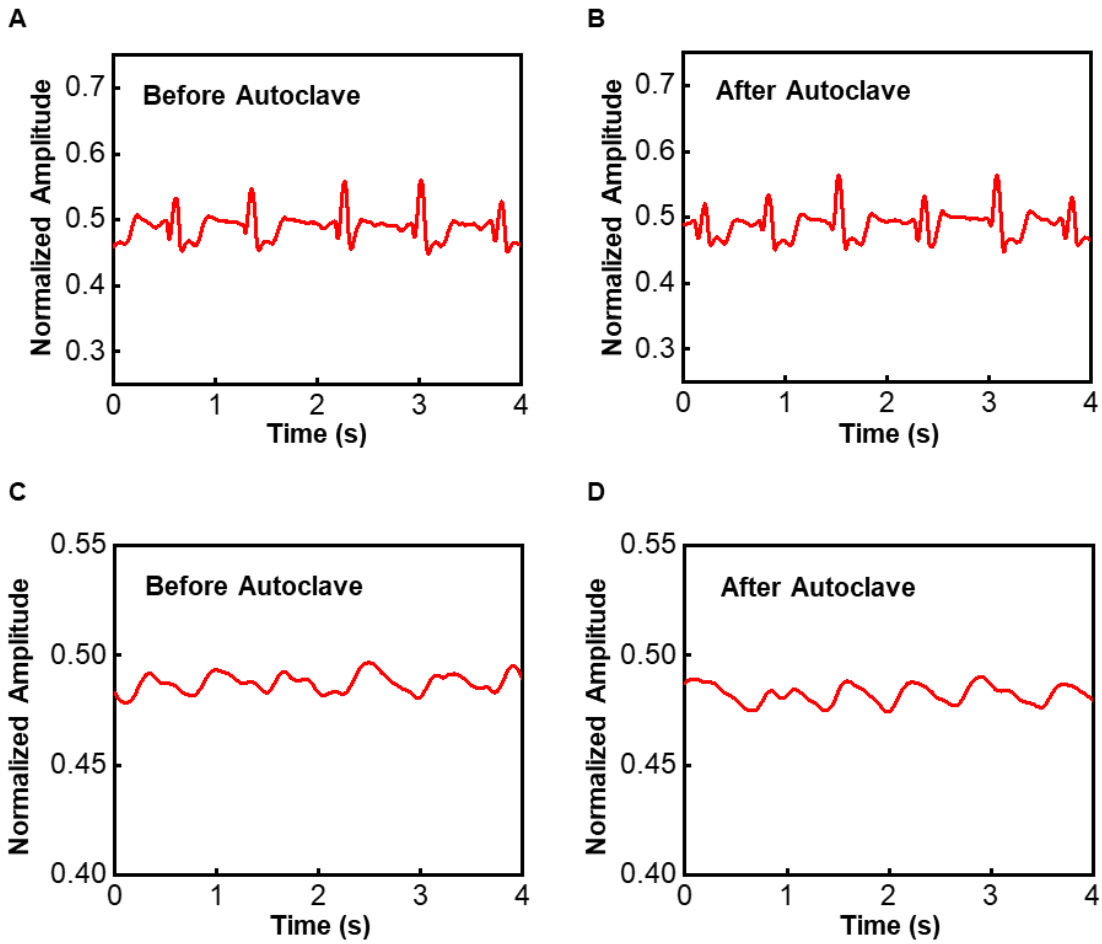 A
Before Autoclave
Normalized Amplitude
0.7
0.6
0.5
0.4
0.3
0 1 2 3 4
Time (s)
B
After Autoclave
Normalized Amplitude
0.7
0.6
0.5
0.4
0.3
0 1 2 3 4
Time (s)
C
Before Autoclave
Normalized Amplitude
0.55
0.50
0.45
0.40
0 1 2 3 4
Time (s)
D
After Autoclave
Normalized Amplitude
0.55
0.50
0.45
0.40
0 1 2 3 4
Time (s)